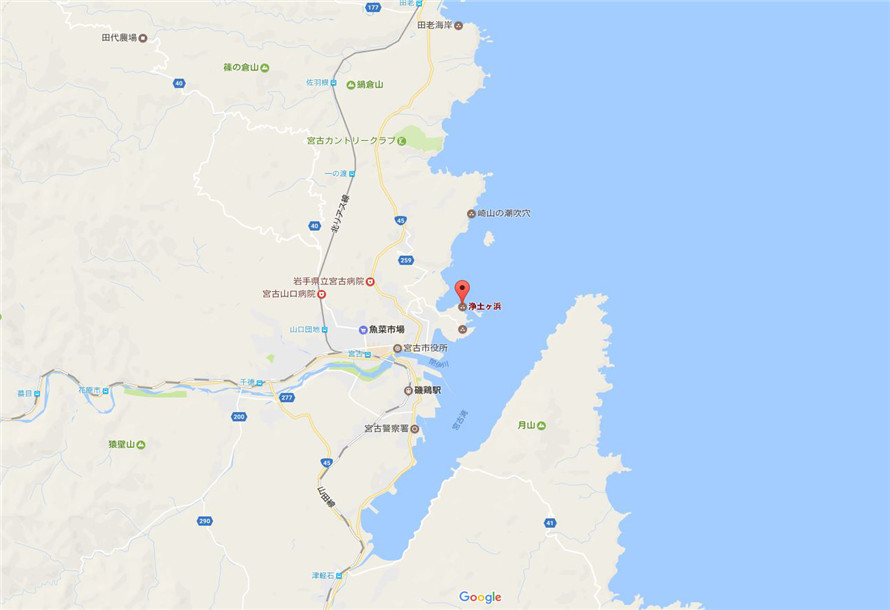 177
田老
田老海岸
田代農場
篠の倉山
40
佐羽根
鍋倉山
宮古カントリークラブ
一の渡
北リアス線
崎山の潮吹穴
45
40
259
岩手県立宮古病院
宮古山口病院
浄土ヶ浜
山口団地
魚菜市場
宮古市役所
宮古
閉伊川
千徳
花原市
蟇目
277
磯鶏駅
200
宮古湾
宮古警察署
月山
猿壁山
45
山田線
290
41
津軽石
Google